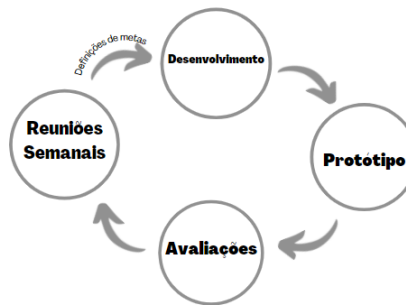 Definições de metas
Desenvolvimento
Reuniões
Semanais
Protótipo
Avaliações